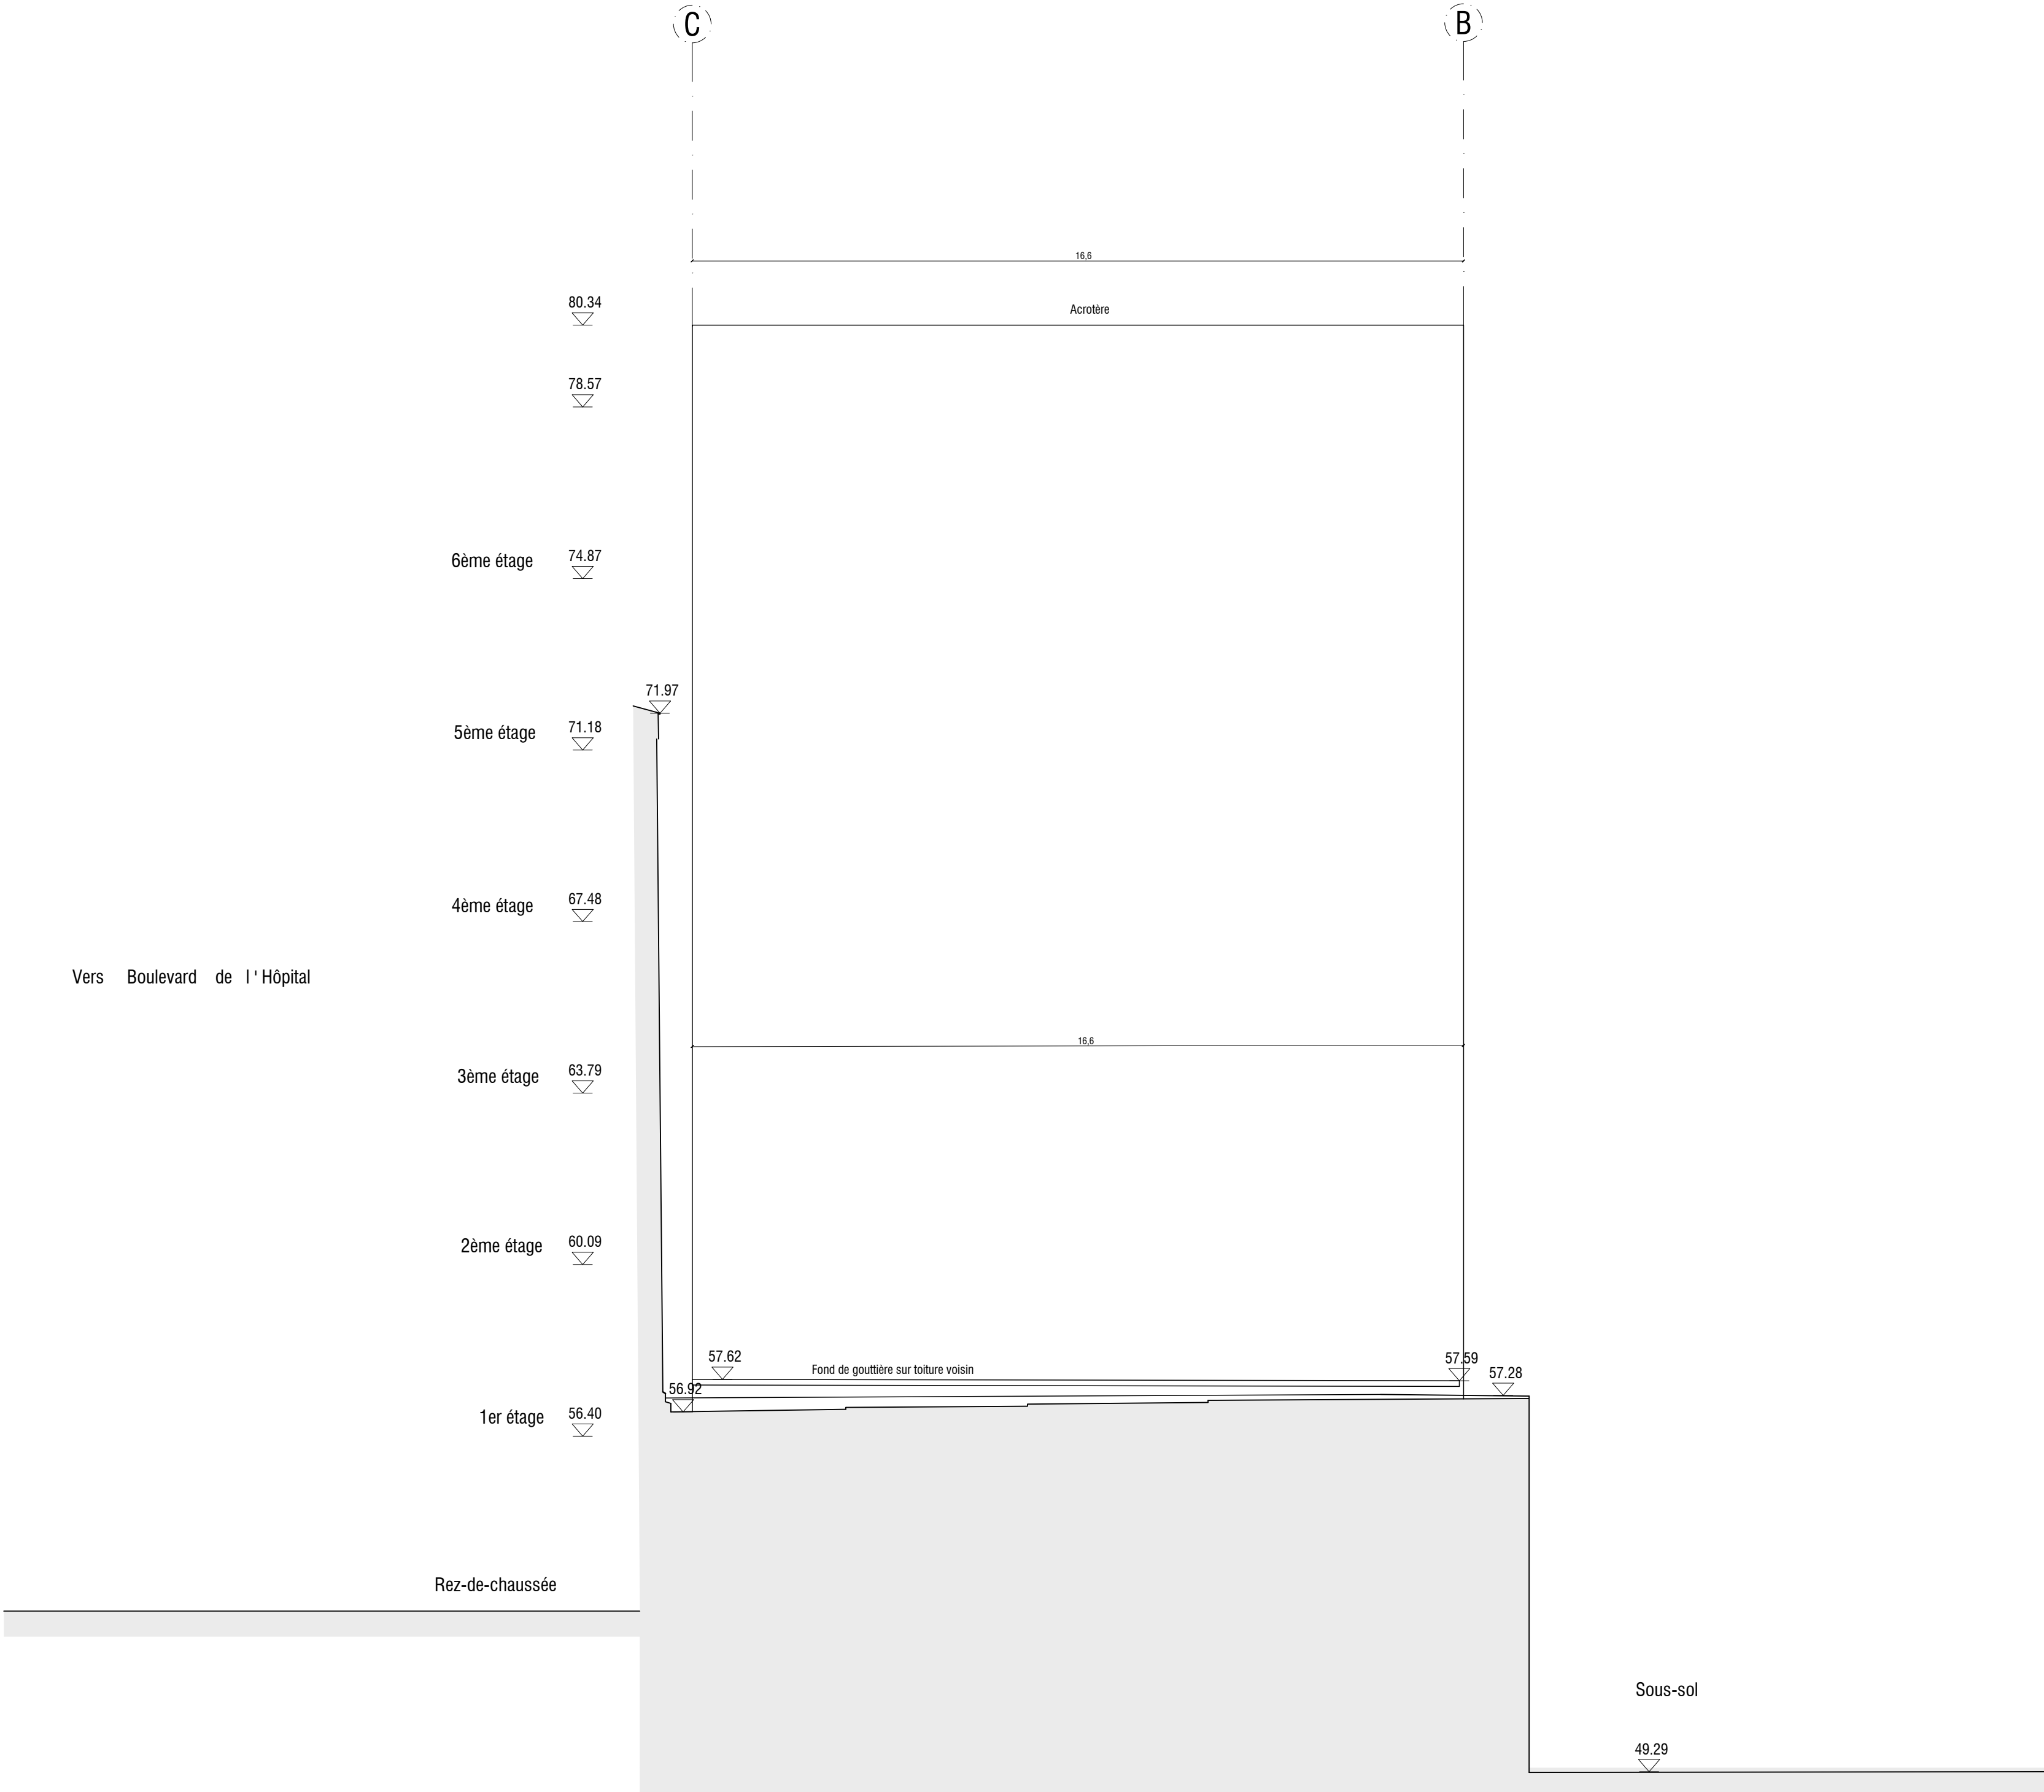 C
B
16,6
80.34
Acrotère
78.57
6ème étage
74.87
71.97
5ème étage
71.18
4ème étage
67.48
Vers Boulevard de l ' Hôpital
16,6
3ème étage
63.79
2ème étage
60.09
57.62
Fond de gouttière sur toiture voisin
57.59
57.28
56.92
1er étage
56.40
Rez-de-chaussée
Sous-sol
49.29